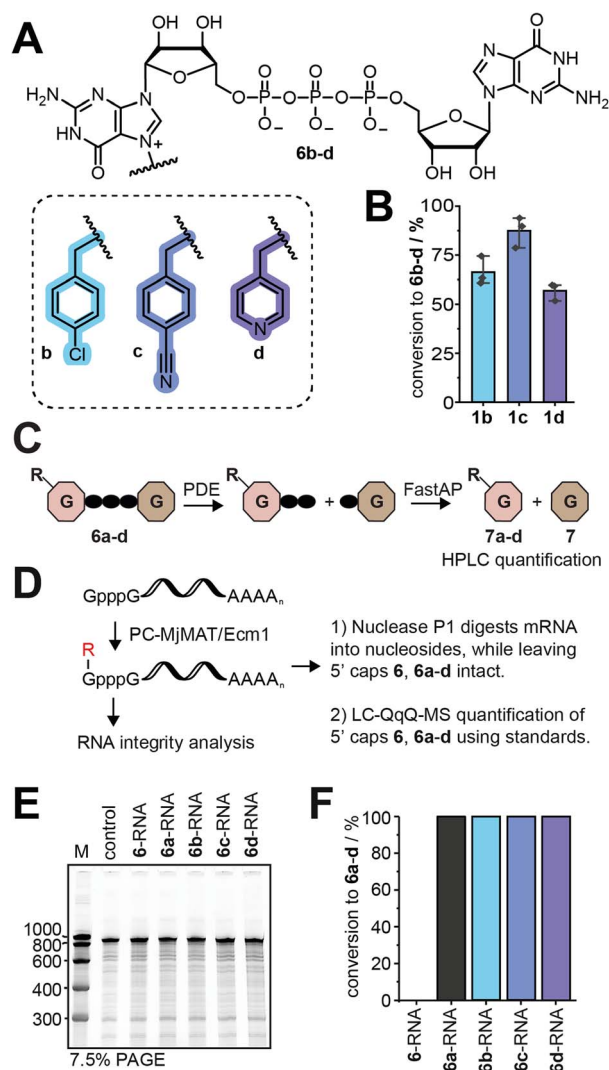 A
OH OH
O
H₂N N N
HN N+
O
O O O
O P O P O P O
O− O− O−
6b-d
O
N NH
N N NH₂
O
OH OH
b Cl
c N
d N
B
conversion to 6b-d / %
100
75
50
25
0
1b 1c 1d
C
R R R
G G PDE G + G FastAP G + G
6a-d 7a-d 7
HPLC quantification
D
GpppG AAAAn
PC-MjMAT/Ecm1
R
GpppG AAAAn
RNA integrity analysis
1) Nuclease P1 digests mRNA
into nucleosides, while leaving
5' caps 6, 6a-d intact.
2) LC-QqQ-MS quantification of
5' caps 6, 6a-d using standards.
E
M control 6-RNA 6a-RNA 6b-RNA 6c-RNA 6d-RNA
1000
800
600
400
300
7.5% PAGE
F
conversion to 6a-d / %
100
80
60
40
20
0
6-RNA 6a-RNA 6b-RNA 6c-RNA 6d-RNA